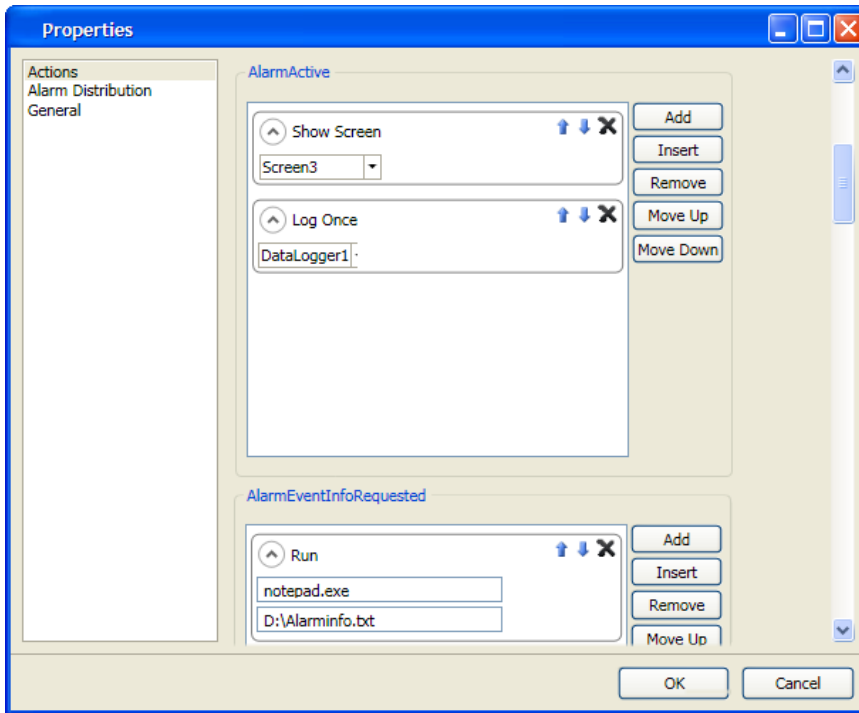 Properties
Actions
Alarm Distribution
General
AlarmActive
Show Screen
Screen3
Log Once
DataLogger1
Add
Insert
Remove
Move Up
Move Down
AlarmEventInfoRequested
Run
notepad.exe
D:\Alarminfo.txt
Add
Insert
Remove
Move Up
OK
Cancel